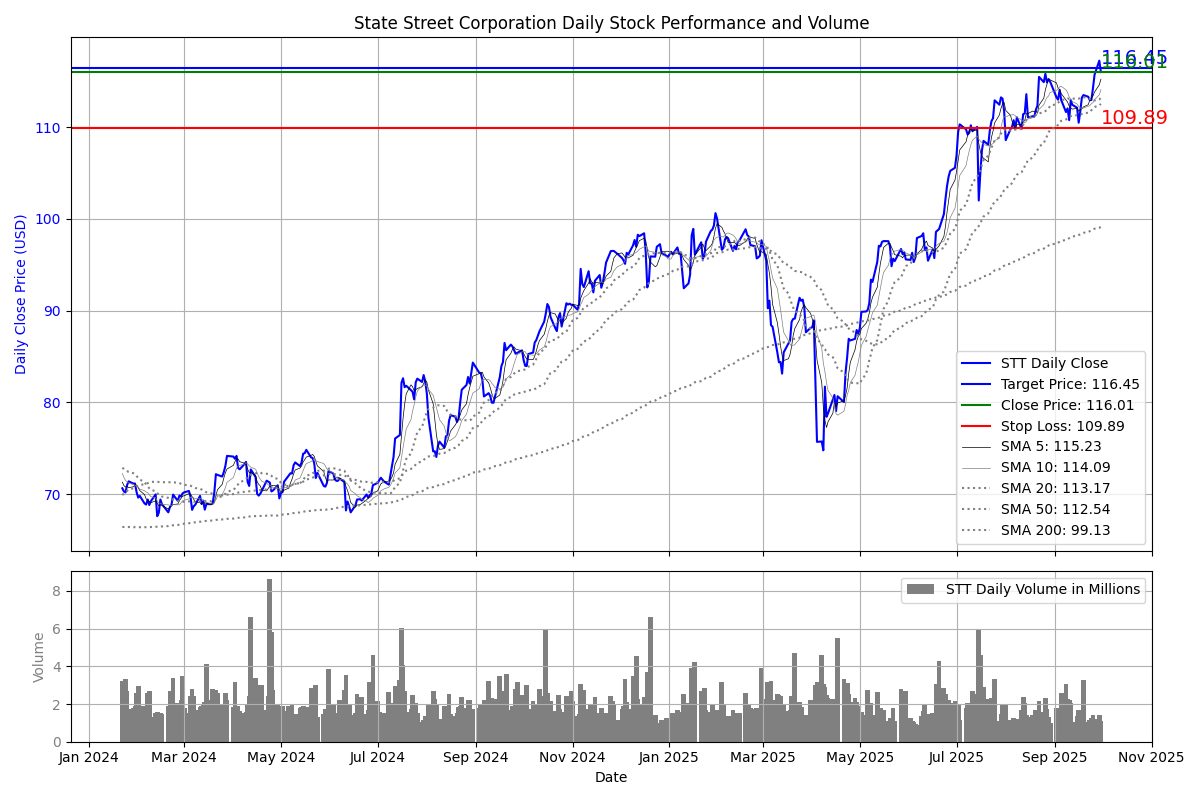 State Street Corporation Daily Stock Performance and Volume
116.45
116.01
109.89
110
100
90
80
70
Daily Close Price (USD)
STT Daily Close
Target Price: 116.45
Close Price: 116.01
Stop Loss: 109.89
SMA 5: 115.23
SMA 10: 114.09
SMA 20: 113.17
SMA 50: 112.54
SMA 200: 99.13
8
6
4
2
0
Volume
STT Daily Volume in Millions
Jan 2024 Mar 2024 May 2024 Jul 2024 Sep 2024 Nov 2024 Jan 2025 Mar 2025 May 2025 Jul 2025 Sep 2025 Nov 2025
Date